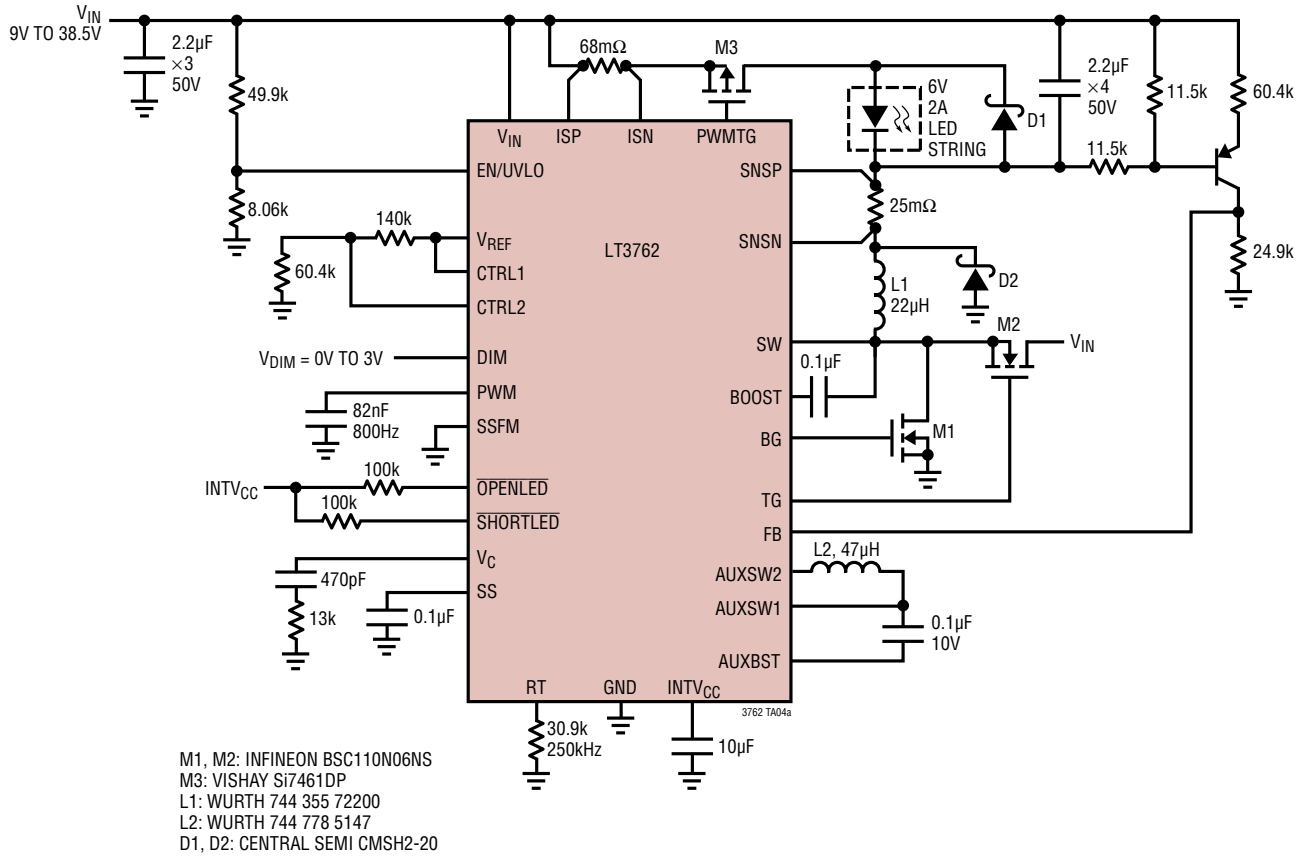 VIN
9V TO 38.5V
2.2µF
×3
50V
49.9k
8.06k
68mΩ
M3
6V
2A
LED
STRING
D1
2.2µF
×4
50V
11.5k
60.4k
11.5k
VIN
ISP
ISN
PWMTG
EN/UVLO
SNSP
25mΩ
SNSN
24.9k
140k
VREF
LT3762
60.4k
CTRL1
CTRL2
L1
22µH
D2
M2
SW
VIN
VDIM = 0V TO 3V
DIM
0.1µF
PWM
BOOST
82nF
800Hz
SSFM
BG
M1
100k
INTVCC
OPENLED
TG
100k
SHORTLED
FB
VC
L2, 47µH
470pF
AUXSW2
SS
AUXSW1
13k
0.1µF
0.1µF
10V
AUXBST
RT
GND
INTVCC
3762 TA04a
30.9k
250kHz
10µF
M1, M2: INFINEON BSC110N06NS
M3: VISHAY Si7461DP
L1: WURTH 744 355 72200
L2: WURTH 744 778 5147
D1, D2: CENTRAL SEMI CMSH2-20